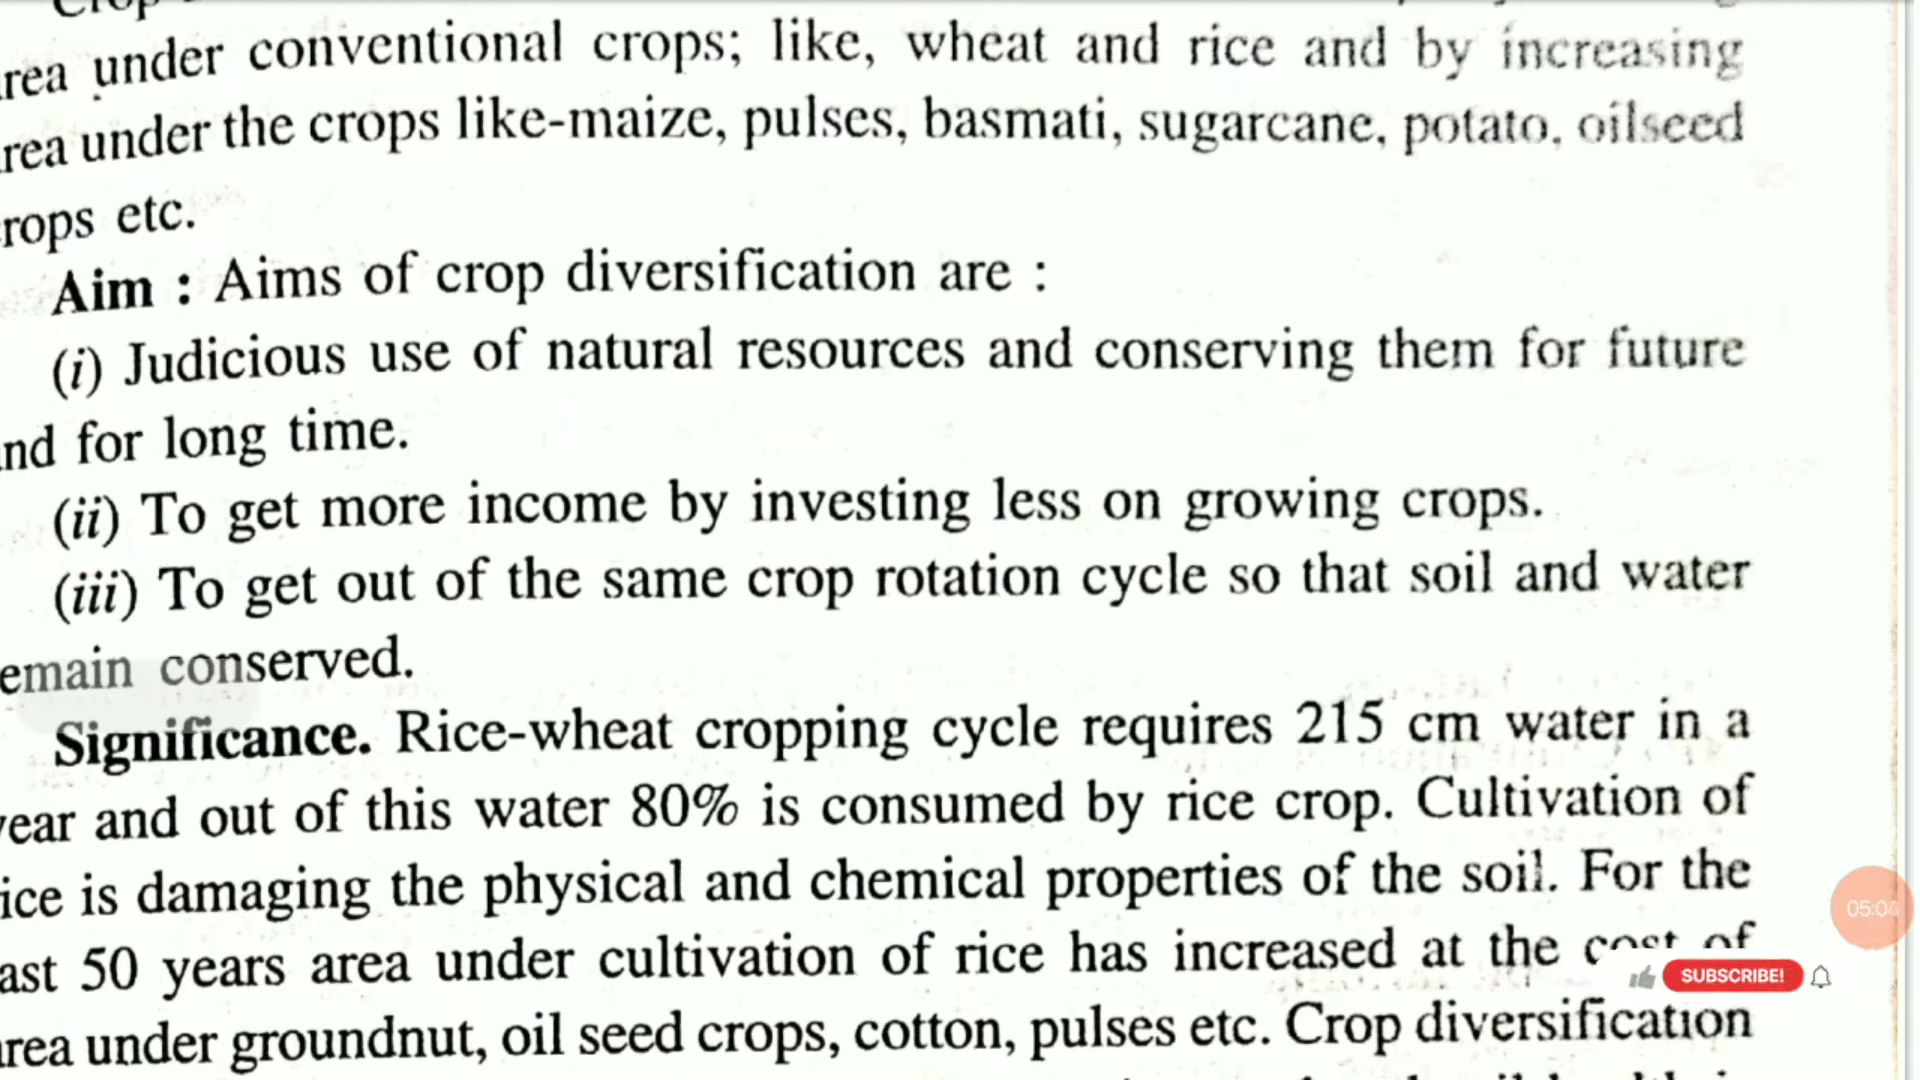 Crop
rea under conventional crops; like, wheat and rice and by increasing
rea under the crops like-maize, pulses, basmati, sugarcane, potato, oilseed
rops etc.
Aim : Aims of crop diversification are :
(i) Judicious use of natural resources and conserving them for future
nd for long time.
(ii) To get more income by investing less on growing crops.
(iii) To get out of the same crop rotation cycle so that soil and water
emain conserved.
Significance. Rice-wheat cropping cycle requires 215 cm water in a
year and out of this water 80% is consumed by rice crop. Cultivation of
ice is damaging the physical and chemical properties of the soil. For the
05:04
ast 50 years area under cultivation of rice has increased at the cost of
SUBSCRIBE!
rea under groundnut, oil seed crops, cotton, pulses etc. Crop diversification